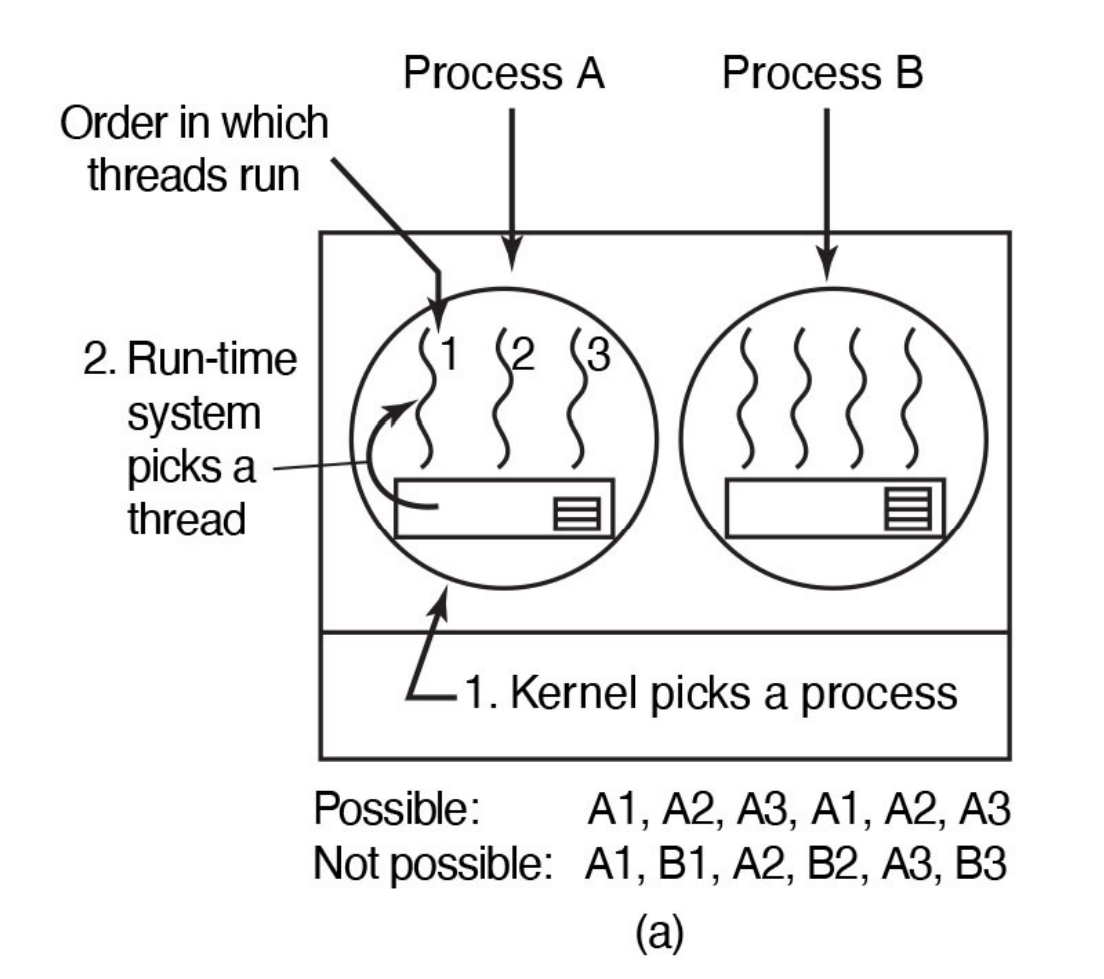 Process A
Process B
Order in which
threads run
1
2
3
2. Run-time
system
picks a
thread
1. Kernel picks a process
Possible: A1, A2, A3, A1, A2, A3
Not possible: A1, B1, A2, B2, A3, B3
(a)